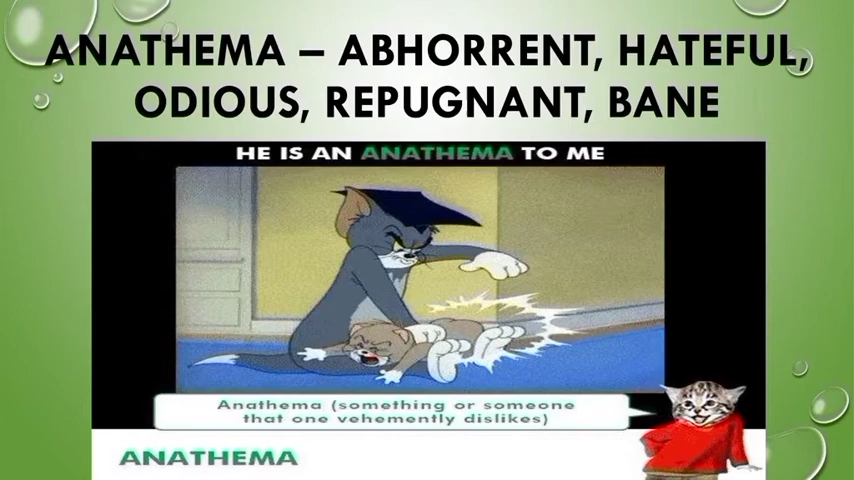 ANATHEMA – ABHORRENT, HATEFUL,
ODIOUS, REPUGNANT, BANE
HE IS AN ANATHEMA TO ME
Anathema (something or someone
that one vehemently dislikes)
ANATHEMA